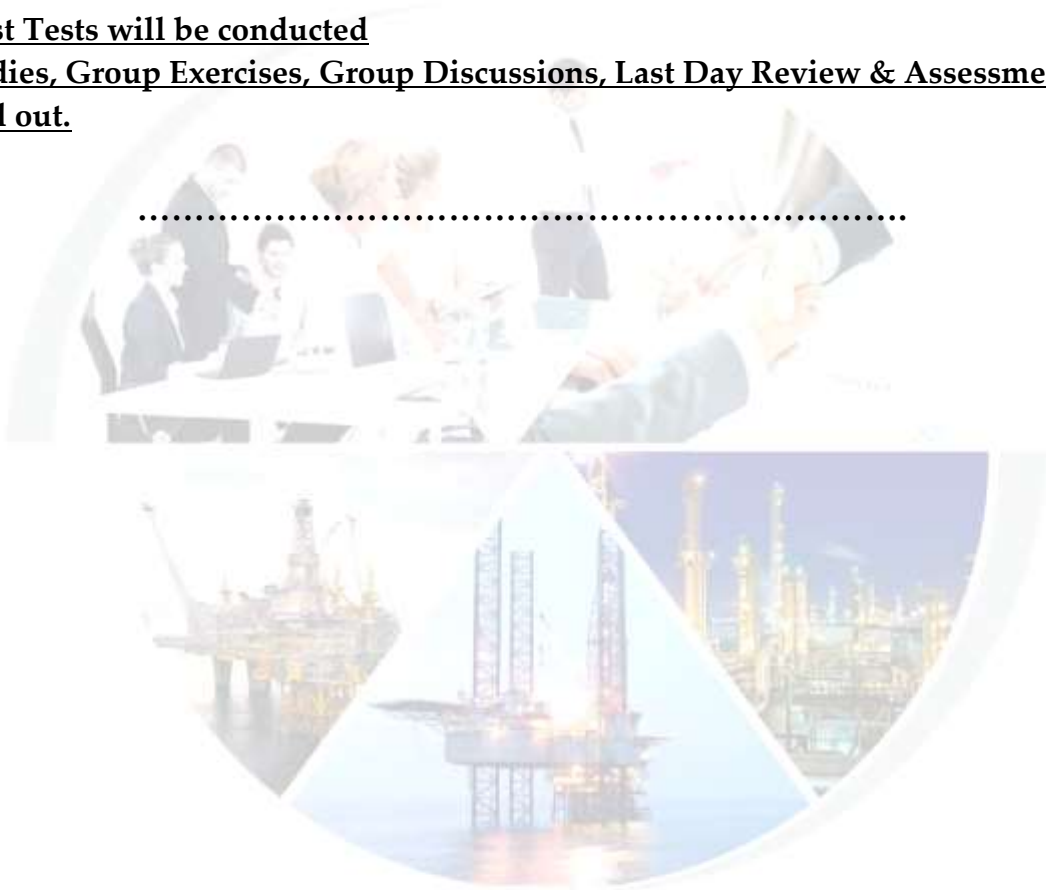 st Tests will be conducted
dies, Group Exercises, Group Discussions, Last Day Review & Assessme
l out.
……………………………………………………………